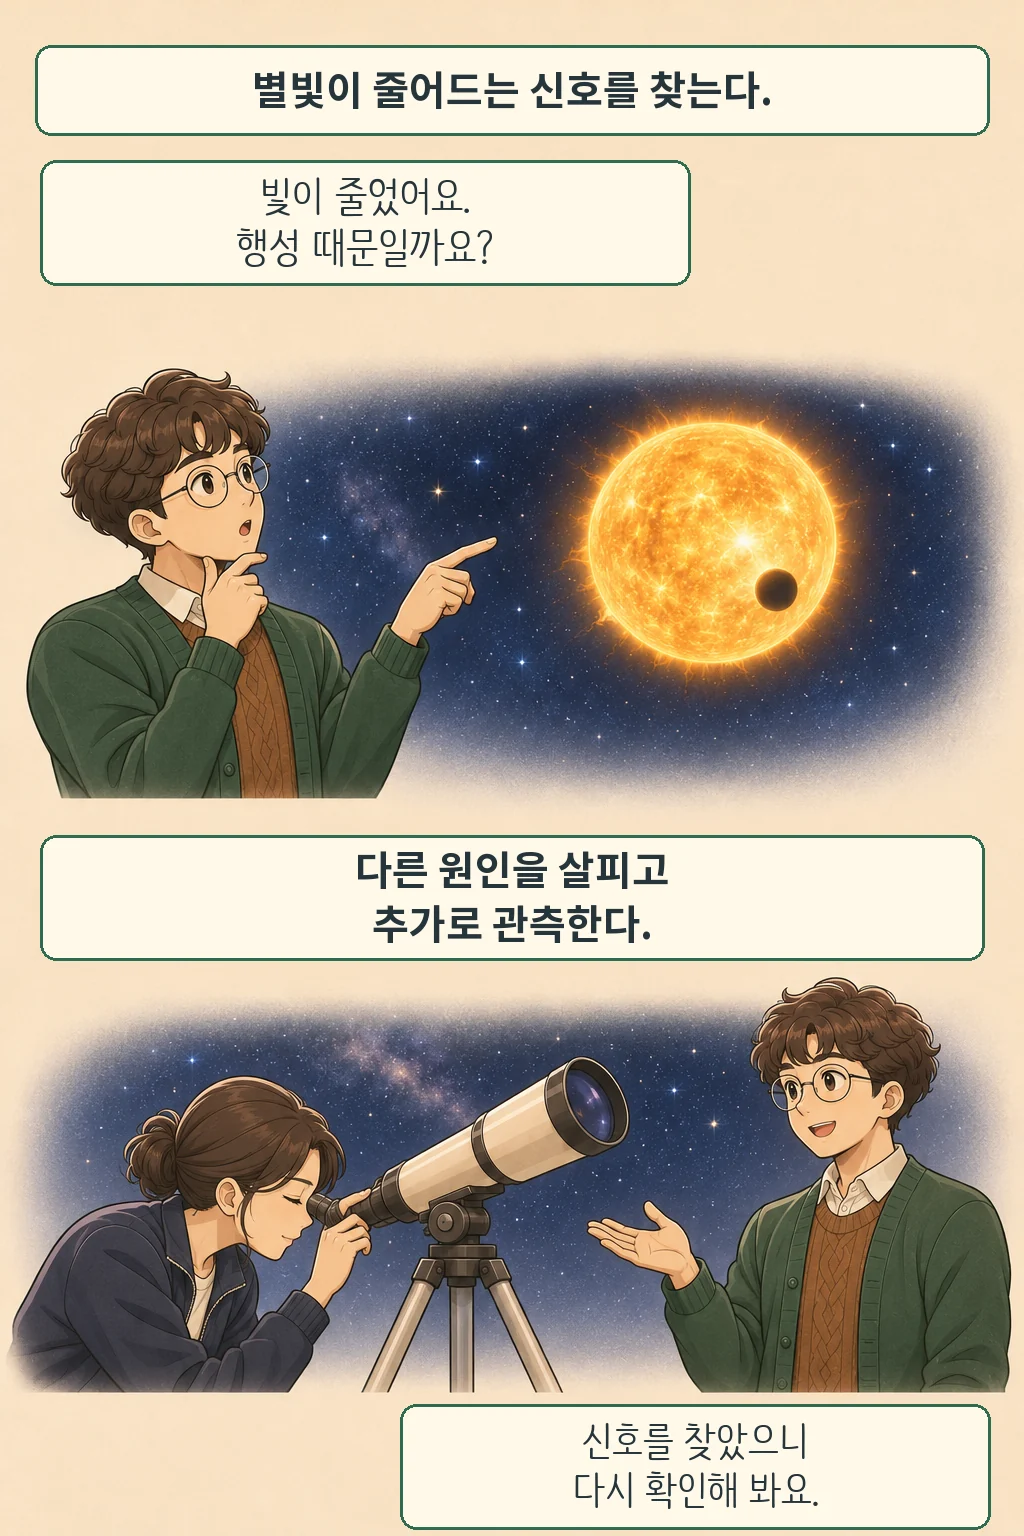 별빛이 줄어드는 신호를 찾는다.
빛이 줄었어요.
행성 때문일까요?
다른 원인을 살피고
추가로 관측한다.
신호를 찾았으니
다시 확인해 봐요.